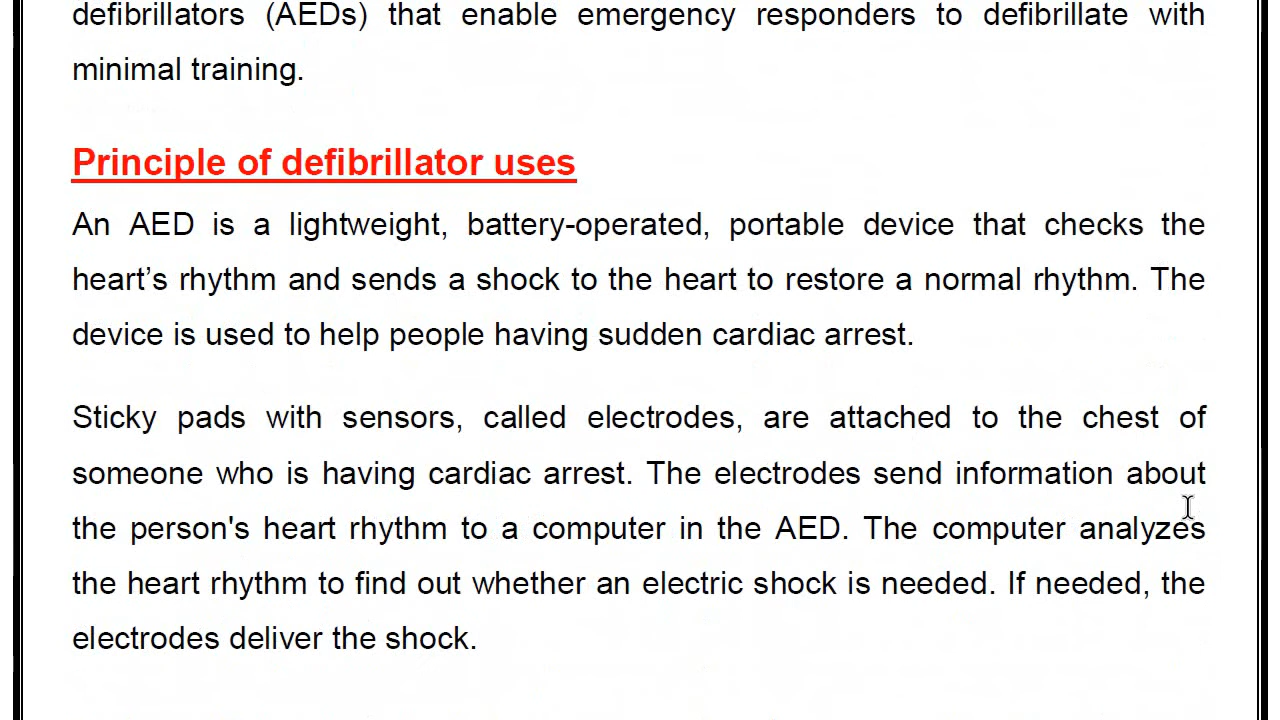 defibrillators (AEDs) that enable emergency responders to defibrillate with
minimal training.
Principle of defibrillator uses
An AED is a lightweight, battery-operated, portable device that checks the
heart’s rhythm and sends a shock to the heart to restore a normal rhythm. The
device is used to help people having sudden cardiac arrest.
Sticky pads with sensors, called electrodes, are attached to the chest of
someone who is having cardiac arrest. The electrodes send information about
the person's heart rhythm to a computer in the AED. The computer analyzes
the heart rhythm to find out whether an electric shock is needed. If needed, the
electrodes deliver the shock.